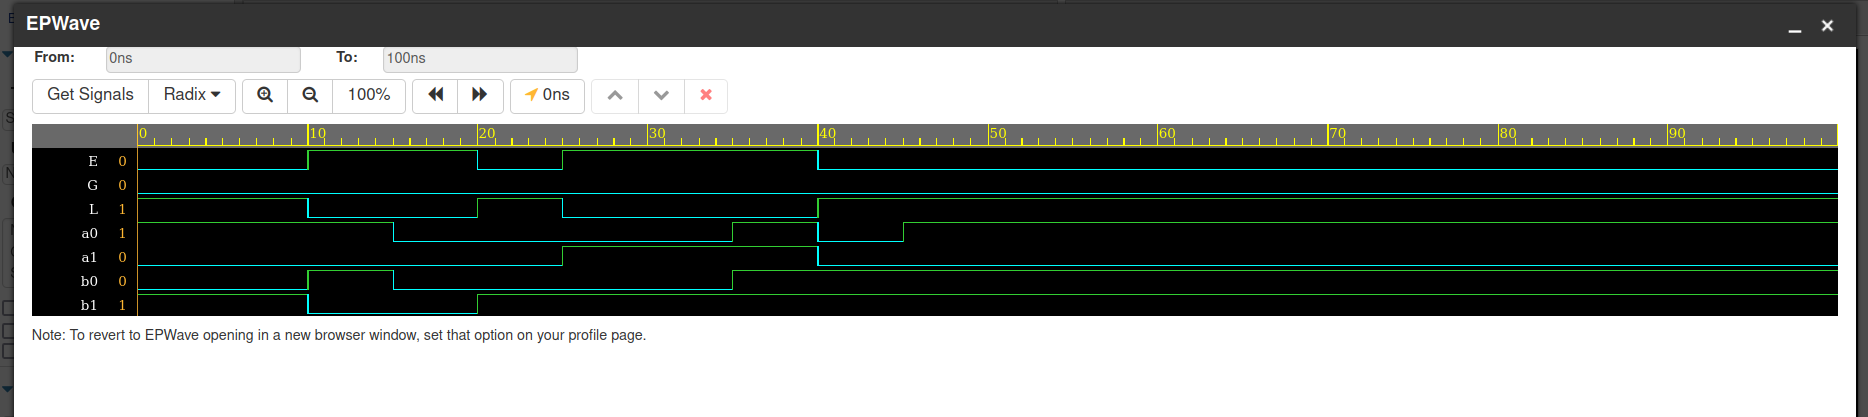 EPWave
From: 0ns To: 100ns
Get Signals Radix 100% 0ns
0 10 20 30 40 50 60 70 80 90
E 0
G 0
L 1
a0 1
a1 0
b0 0
b1 1
Note: To revert to EPWave opening in a new browser window, set that option on your profile page.